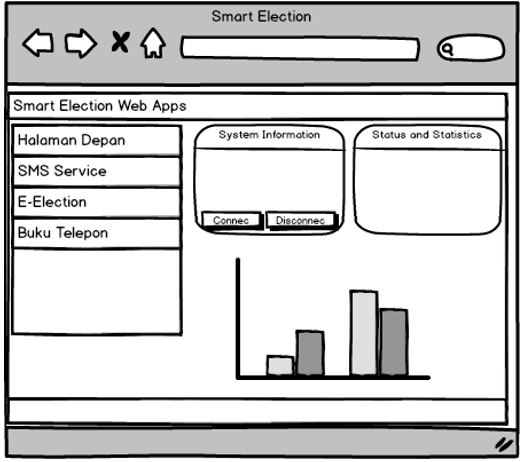 Smart Election
Smart Election Web Apps
Halaman Depan
SMS Service
E-Election
Buku Telepon
System Information
Connec
Disconnec
Status and Statistics